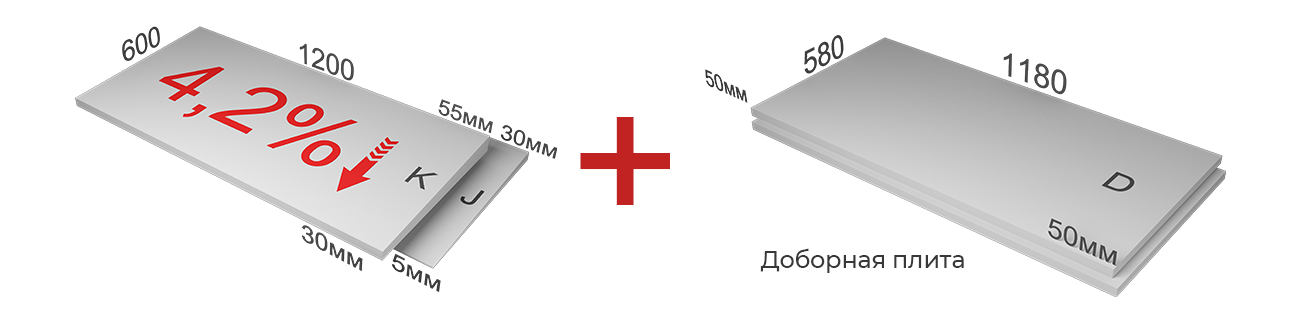 600
1200
4,2%
55мм
30мм
K
J
30мм
5мм
+
580
1180
50мм
D
50мм
Доборная плита